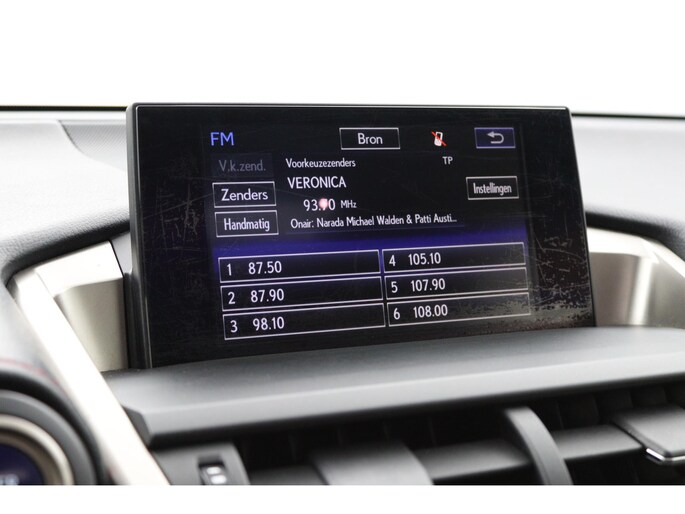 FM
Bron
V.k.zend.
Voorkeuzezenders
TP
VERONICA
Zenders
Instellingen
MHz
Handmatig
Onair: Narada Michael Walden & Patti Austi...
1 87.50
4 105.10
2 87.90
5 107.90
3 98.10
6 108.00